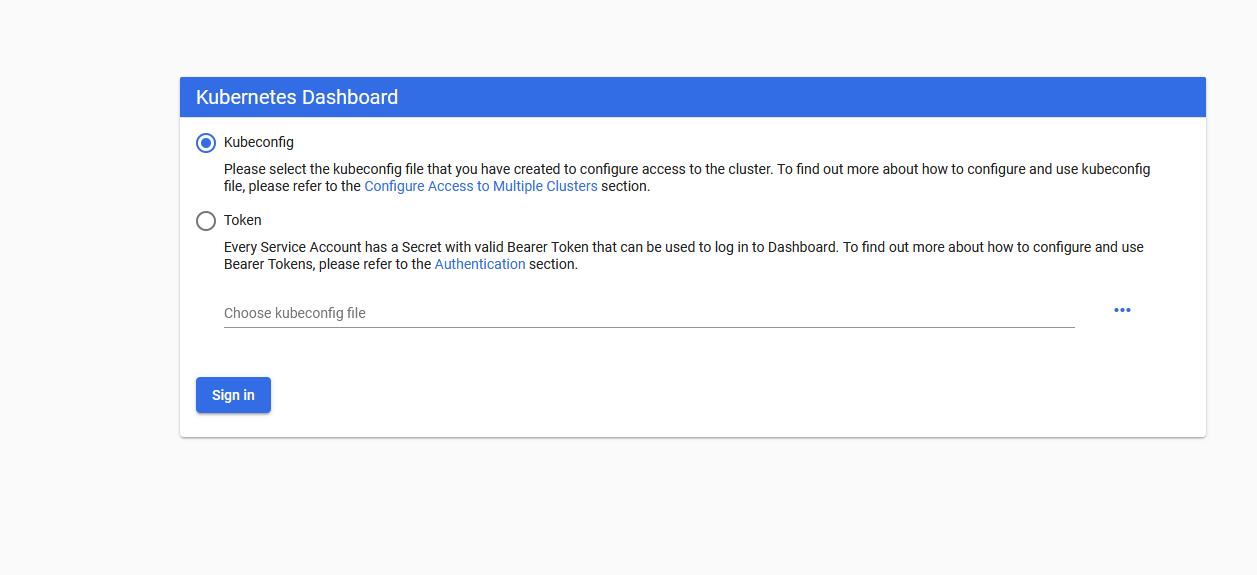 Kubernetes Dashboard
Kubeconfig
Please select the kubeconfig file that you have created to configure access to the cluster. To find out more about how to configure and use kubeconfig
file, please refer to the Configure Access to Multiple Clusters section.
Token
Every Service Account has a Secret with valid Bearer Token that can be used to log in to Dashboard. To find out more about how to configure and use
Bearer Tokens, please refer to the Authentication section.
Choose kubeconfig file
Sign in